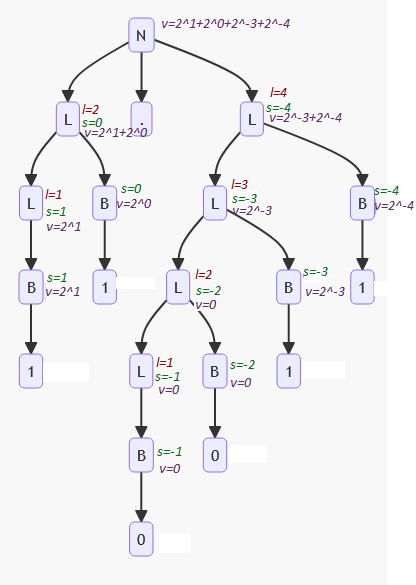 N v=2^1+2^0+2^-3+2^-4
L l=2 s=0 v=2^1+2^0
.
L l=4 s=-4 v=2^-3+2^-4
L l=1 s=1 v=2^1
B s=0 v=2^0
L l=3 s=-3 v=2^-3
B s=-4 v=2^-4
B s=1 v=2^1
1
L l=2 s=-2 v=0
B s=-3 v=2^-3
1
1
L l=1 s=-1 v=0
B s=-2 v=0
1
B s=-1 v=0
0
0